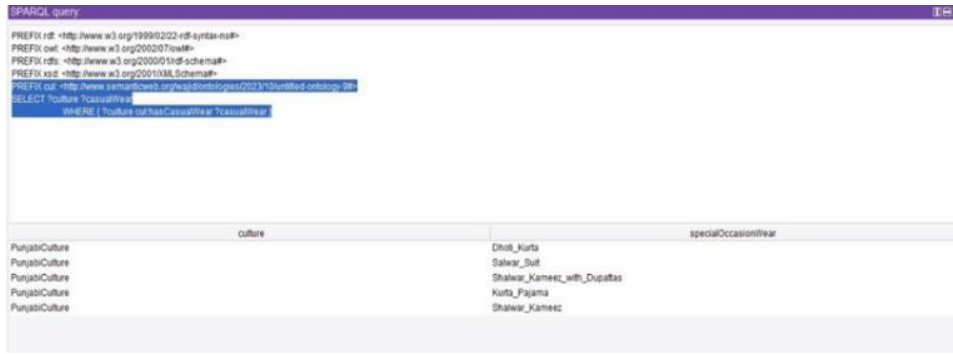 SPARQL query:
PREFIX rdf: <http://www.w3.org/1999/02/22-rdf-syntax-ns#>
PREFIX owl: <http://www.w3.org/2002/07/owl#>
PREFIX rdfs: <http://www.w3.org/2000/01/rdf-schema#>
PREFIX xsd: <http://www.w3.org/2001/XMLSchema#>
PREFIX cul: <http://www.semanticweb.org/wajid/ontologies/2023/10/untitled-ontology-9#>
SELECT ?culture ?casualWear
WHERE { ?culture cul:hasCasualWear ?casualWear }
culture specialOccasionWear
PunjabiCulture Dhoti_Kurta
PunjabiCulture Salwar_Suit
PunjabiCulture Shalwar_Kameez_with_Dupattas
PunjabiCulture Kurta_Pajama
PunjabiCulture Shalwar_Kameez